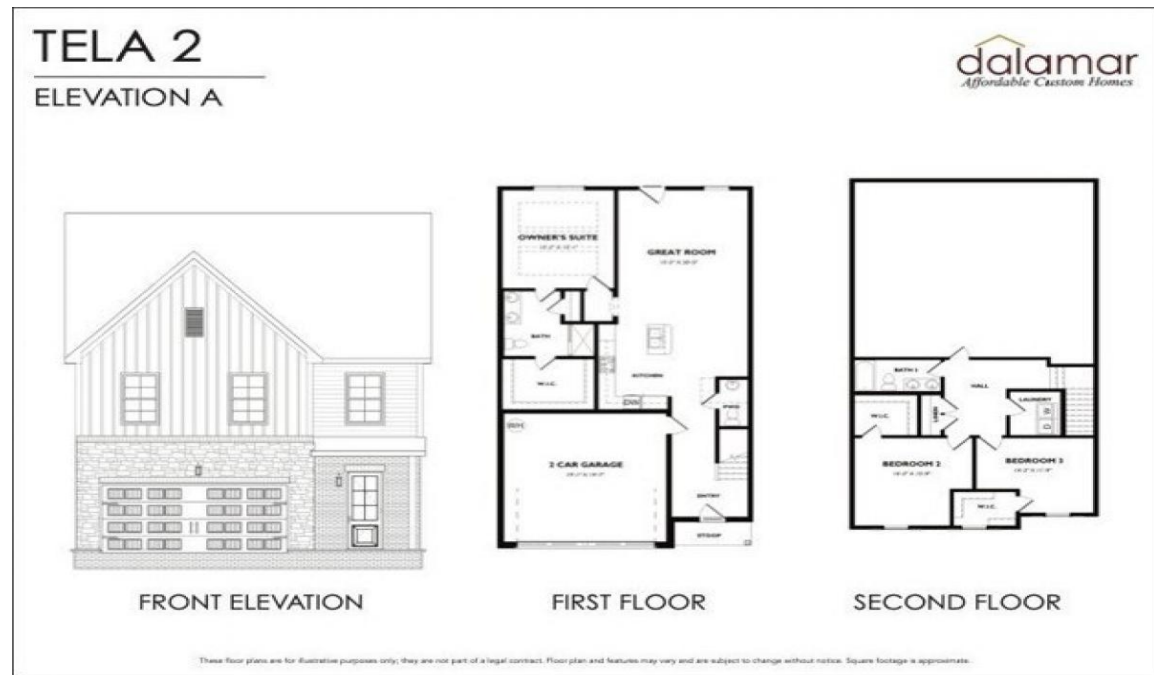 TELA 2
ELEVATION A
dalamar
Affordable Custom Homes
OWNER'S SUITE
GREAT ROOM
BATH
W.I.C.
KITCHEN
DW
PWD
2 CAR GARAGE
ENTRY
STOOP
BATH 2
HALL
W.I.C.
LINEN
LAUNDRY
D W
BEDROOM 2
BEDROOM 3
W.I.C.
FRONT ELEVATION
FIRST FLOOR
SECOND FLOOR
These floor plans are for illustrative purposes only; they are not part of a legal contract. Floor plan and features may vary and are subject to change without notice. Square footage is approximate.